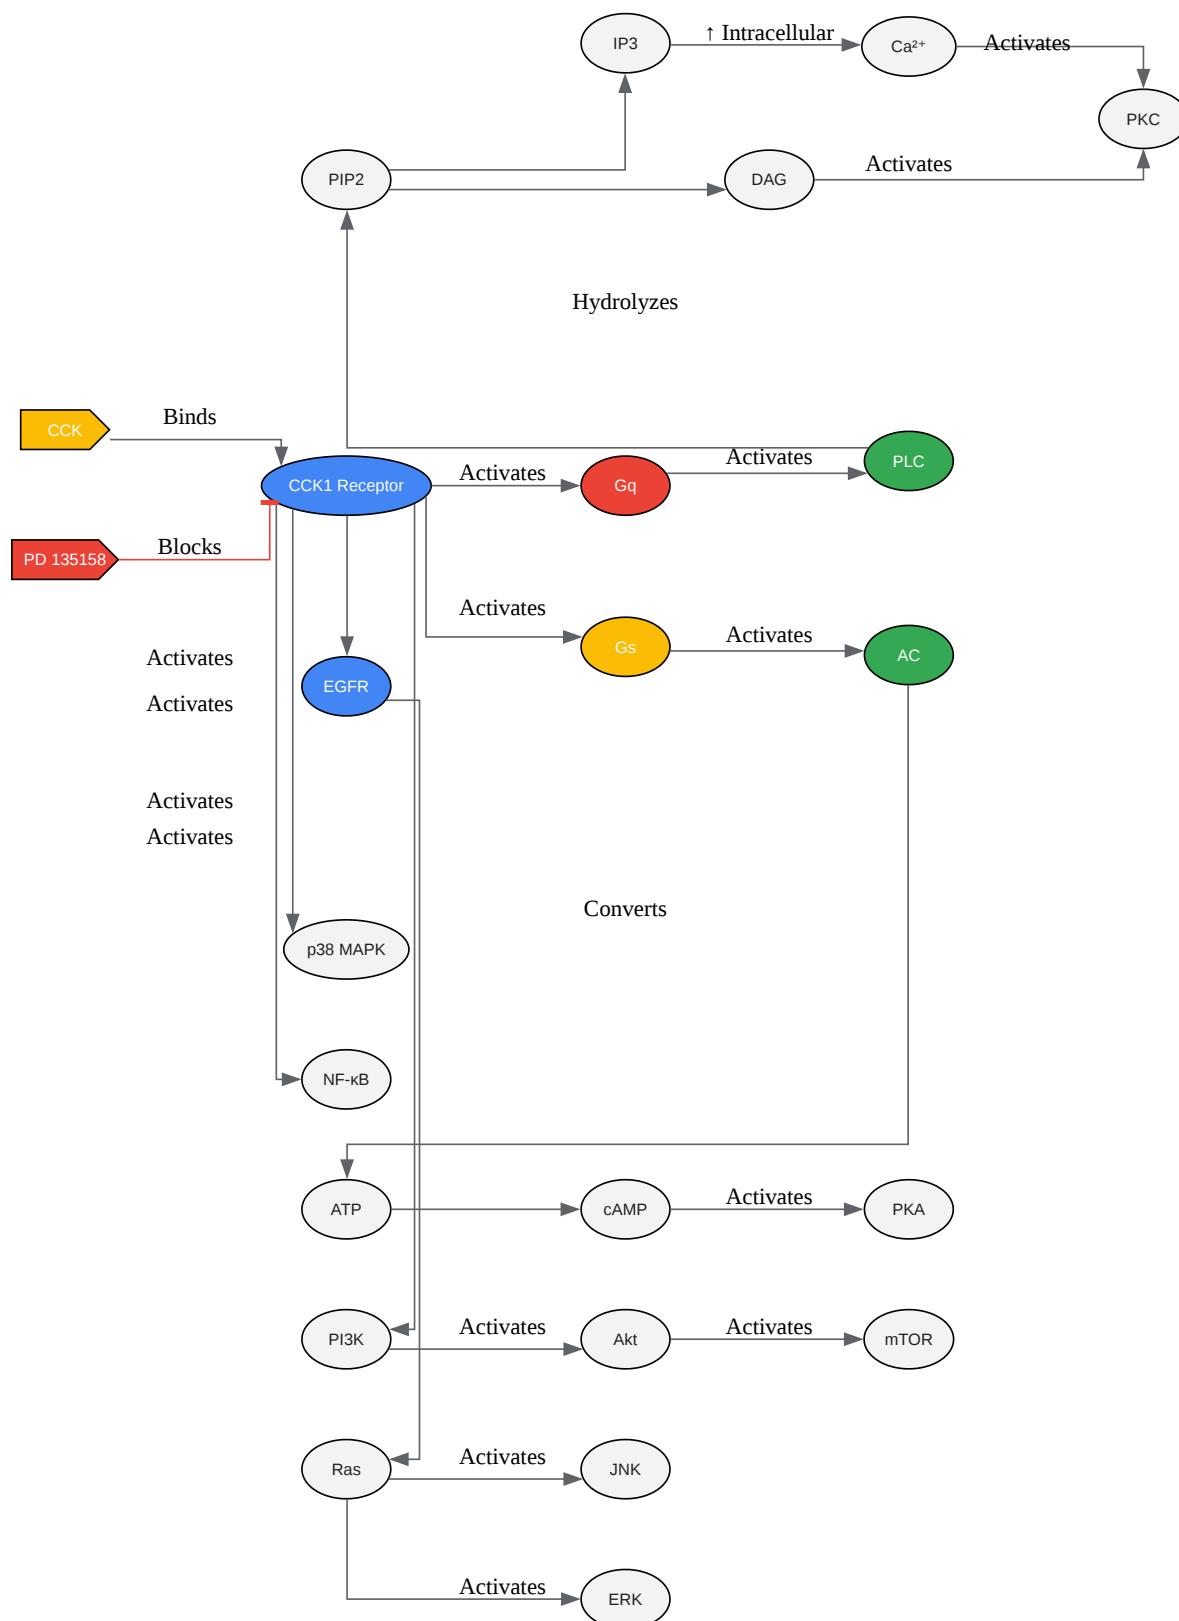 IP3
↑ Intracellular
Ca²⁺
Activates
PKC
PIP2
DAG
Activates
Hydrolyzes
CCK
Binds
CCK1 Receptor
Activates
Gq
Activates
PLC
PD 135158
Blocks
Activates
Gs
Activates
AC
Activates
EGFR
Activates
Activates
Activates
Converts
p38 MAPK
NF-κB
ATP
cAMP
Activates
PKA
PI3K
Activates
Akt
Activates
mTOR
Ras
Activates
JNK
Activates
ERK